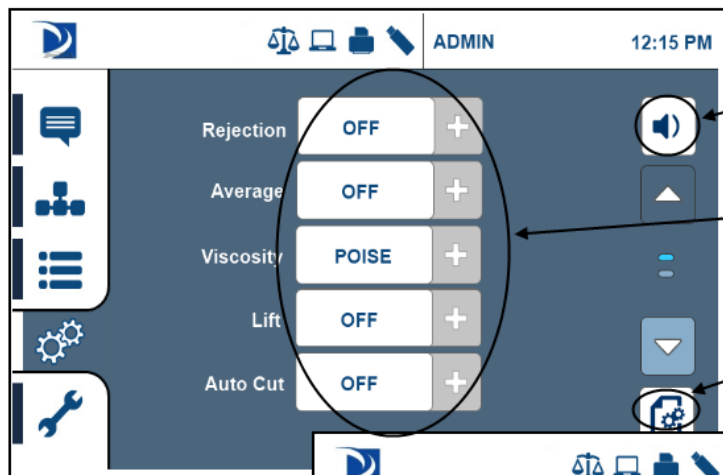 ADMIN 12:15 PM
Rejection OFF
Average OFF
Viscosity POISE
Lift OFF
Auto Cut OFF